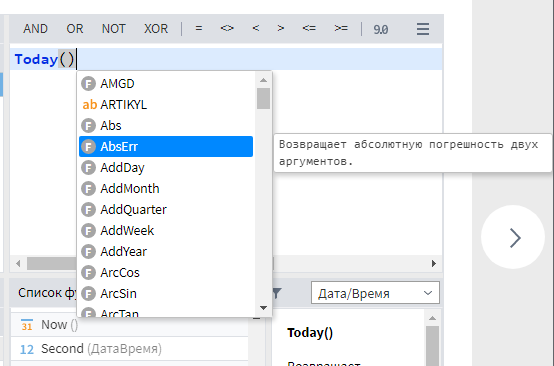 AND OR NOT XOR = <> < > <= >= 9.0
Today()
AMGD
ab ARTIKYL
Abs
AbsErr
AddDay
AddMonth
AddQuarter
AddWeek
AddYear
ArcCos
ArcSin
ArcTan
Возвращает абсолютную погрешность двух
аргументов.
Список фу
Дата/Время
31 Now ()
12 Second (ДатаВремя)
Today()
Возвращает